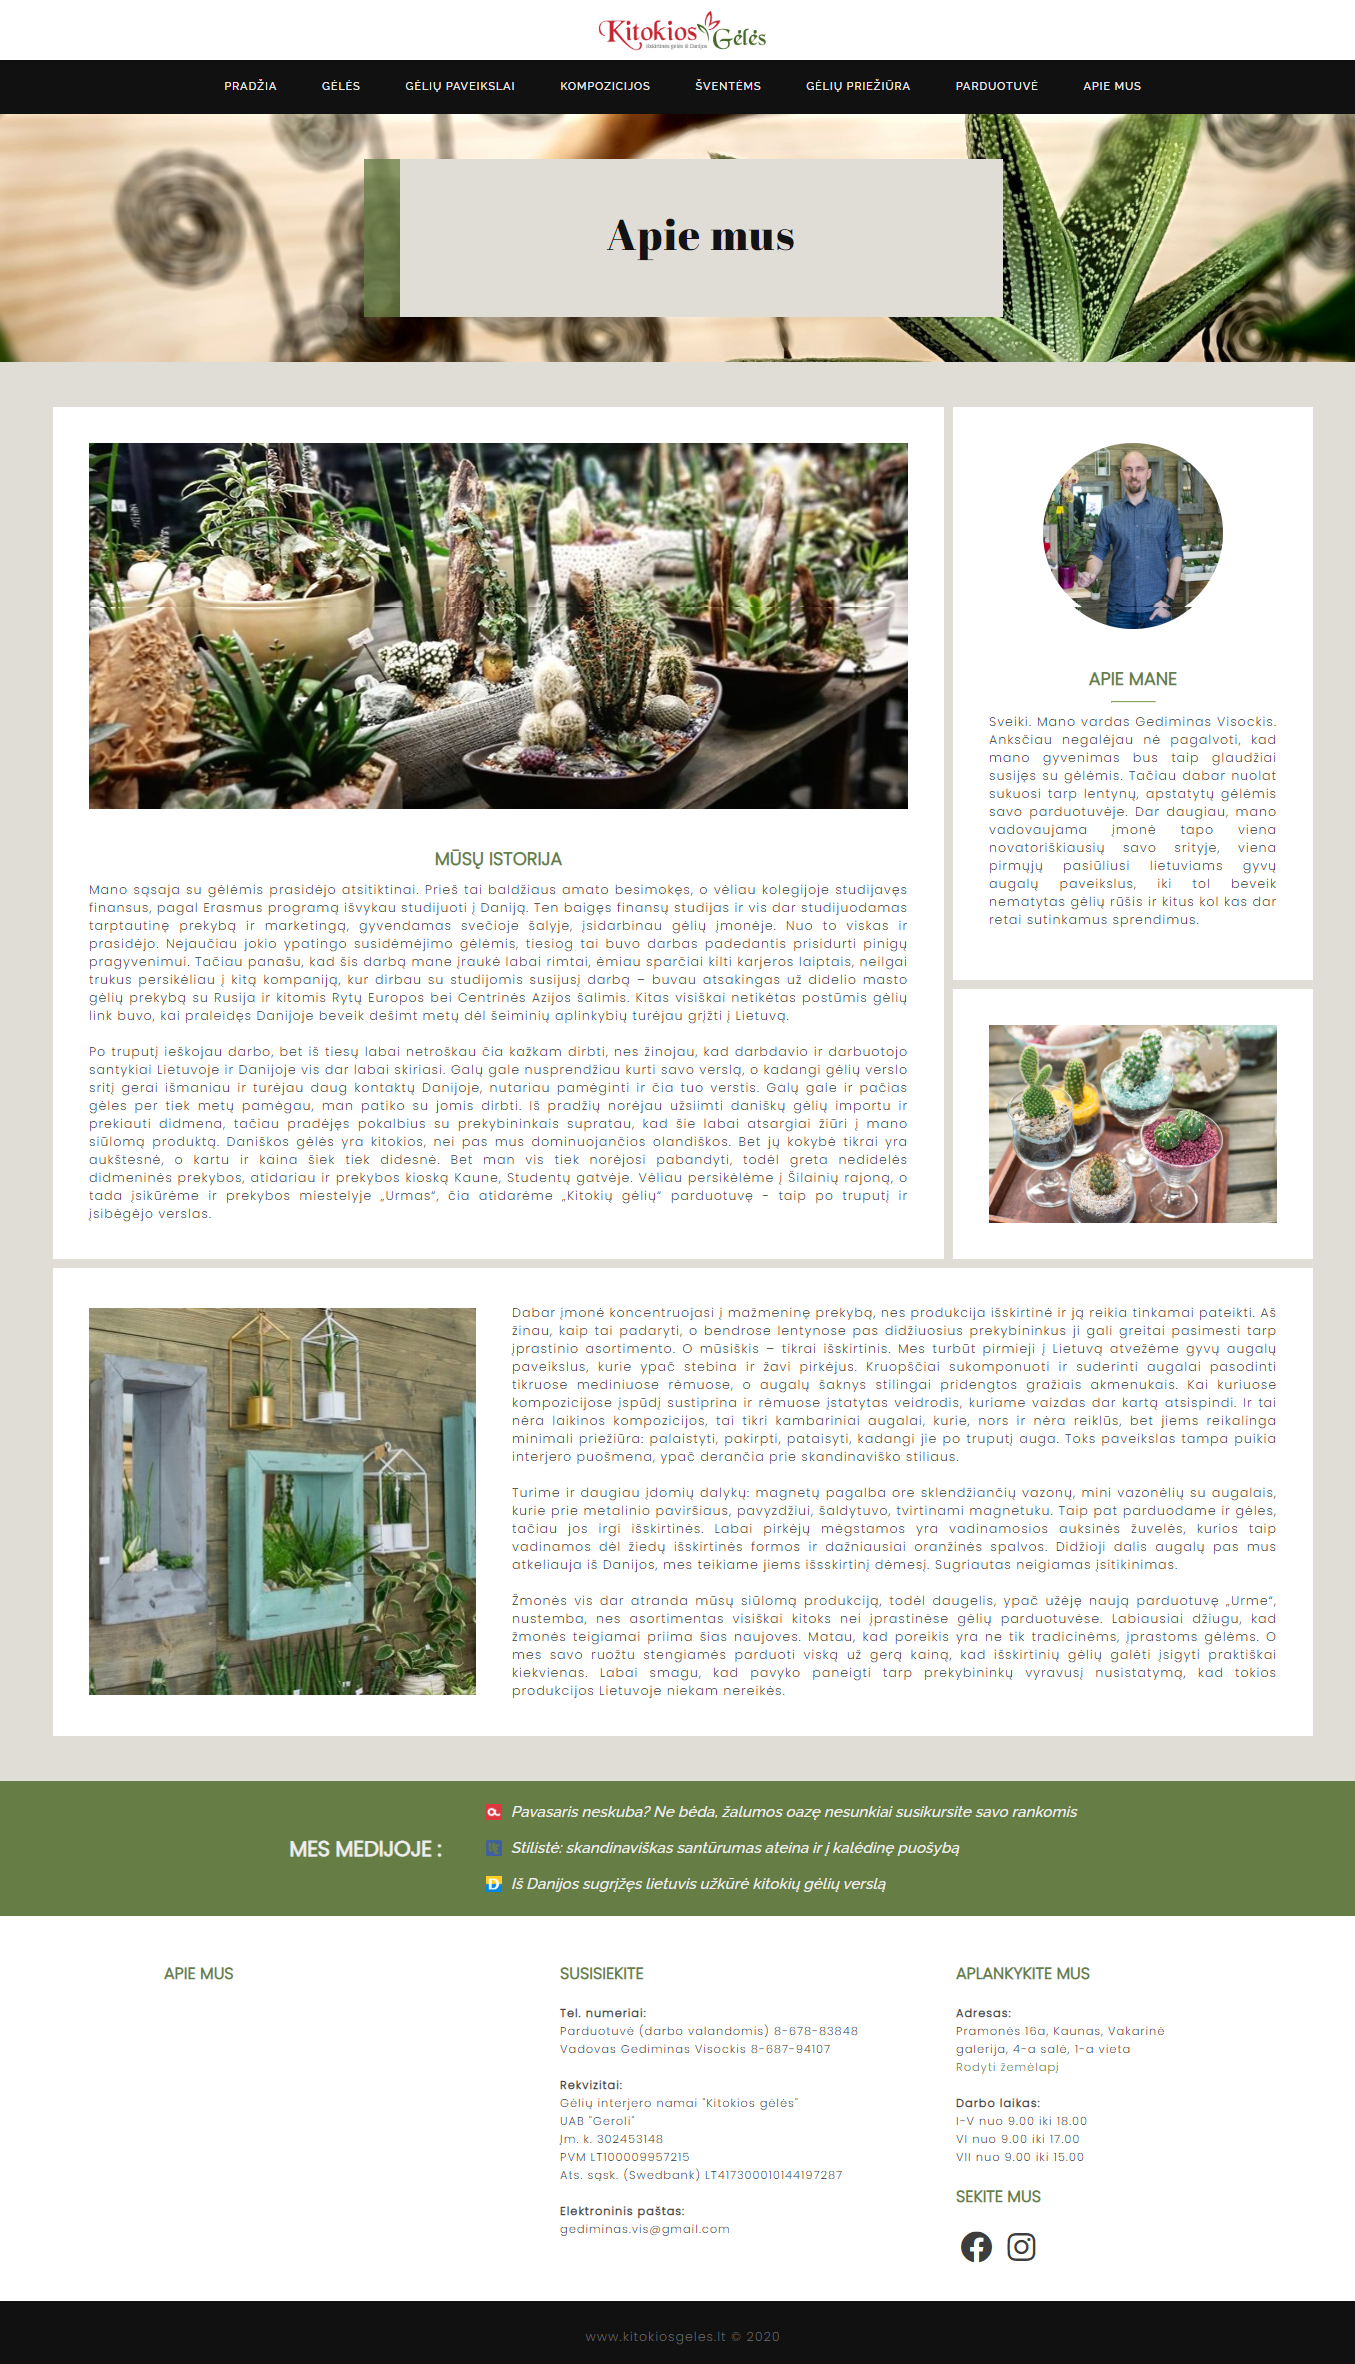 Kitokios Gėlės
Išskirtinės gėlės iš Danijos
PRADŽIA GĖLĖS GĖLIŲ PAVEIKSLAI KOMPOZICIJOS ŠVENTĖMS GĖLIŲ PRIEŽIŪRA PARDUOTUVĖ APIE MUS
Apie mus
MŪSŲ ISTORIJA
Mano sąsaja su gėlėmis prasidėjo atsitiktinai. Prieš tai baldžiaus amato besimokęs, o vėliau kolegijoje studijavęs
finansus, pagal Erasmus programą išvykau studijuoti į Daniją. Ten baigęs finansų studijas ir vis dar studijuodamas
tarptautinę prekybą ir marketingą, gyvendamas svečioje šalyje, įsidarbinau gėlių įmonėje. Nuo to viskas ir
prasidėjo. Nejaučiau jokio ypatingo susidėmėjimo gėlėmis, tiesiog tai buvo darbas padedantis prisidurti pinigų
pragyvenimui. Tačiau panašu, kad šis darbą mane įraukė labai rimtai, ėmiau sparčiai kilti karjeros laiptais, neilgai
trukus persikėliau į kitą kompaniją, kur dirbau su studijomis susijusį darbą – buvau atsakingas už didelio masto
gėlių prekybą su Rusija ir kitomis Rytų Europos bei Centrinės Azijos šalimis. Kitas visiškai netikėtas postūmis gėlių
link buvo, kai praleidęs Danijoje beveik dešimt metų dėl šeiminių aplinkybių turėjau grįžti į Lietuvą.
Po truputį ieškojau darbo, bet iš tiesų labai netroškau čia kažkam dirbti, nes žinojau, kad darbdavio ir darbuotojo
santykiai Lietuvoje ir Danijoje vis dar labai skiriasi. Galų gale nusprendžiau kurti savo verslą, o kadangi gėlių verslo
sritį gerai išmaniau ir turėjau daug kontaktų Danijoje, nutariau pamėginti ir čia tuo verstis. Galų gale ir pačias
gėles per tiek metų pamėgau, man patiko su jomis dirbti. Iš pradžių norėjau užsiimti daniškų gėlių importu ir
prekiauti didmena, tačiau pradėjęs pokalbius su prekybininkais supratau, kad šie labai atsargiai žiūri į mano
siūlomą produktą. Daniškos gėlės yra kitokios, nei pas mus dominuojančios olandiškos. Bet jų kokybė tikrai yra
aukštesnė, o kartu ir kaina šiek tiek didesnė. Bet man vis tiek norėjosi pabandyti, todėl greta nedidelės
didmeninės prekybos, atidariau ir prekybos kioską Kaune, Studentų gatvėje. Vėliau persikėlėme į Šilainių rajoną, o
tada įsikūrėme ir prekybos miestelyje „Urmas“, čia atidarėme „Kitokių gėlių“ parduotuvę - taip po truputį ir
įsibėgėjo verslas.
APIE MANE
Sveiki. Mano vardas Gediminas Visockis.
Anksčiau negalėjau nė pagalvoti, kad
mano gyvenimas bus taip glaudžiai
susijęs su gėlėmis. Tačiau dabar nuolat
sukuosi tarp lentynų, apstatytų gėlėmis
savo parduotuvėje. Dar daugiau, mano
vadovaujama įmonė tapo viena
novatoriškiausių savo srityje, viena
pirmųjų pasiūliusi lietuviams gyvų
augalų paveikslus, iki tol beveik
nematytas gėlių rūšis ir kitus kol kas dar
retai sutinkamus sprendimus.
Dabar įmonė koncentruojasi į mažmeninę prekybą, nes produkcija išskirtinė ir ją reikia tinkamai pateikti. Aš
žinau, kaip tai padaryti, o bendrose lentynose pas didžiuosius prekybininkus ji gali greitai pasimesti tarp
įprastinio asortimento. O mūsiškis – tikrai išskirtinis. Mes turbūt pirmieji į Lietuvą atvežėme gyvų augalų
paveikslus, kurie ypač stebina ir žavi pirkėjus. Kruopščiai sukomponuoti ir suderinti augalai pasodinti
tikruose mediniuose rėmuose, o augalų šaknys stilingai pridengtos gražiais akmenukais. Kai kuriuose
kompozicijose įspūdį sustiprina ir rėmuose įstatytas veidrodis, kuriame vaizdas dar kartą atsispindi. Ir tai
nėra laikinos kompozicijos, tai tikri kambariniai augalai, kurie, nors ir nėra reiklūs, bet jiems reikalinga
minimali priežiūra: palaistyti, pakirpti, pataisyti, kadangi jie po truputį auga. Toks paveikslas tampa puikia
interjero puošmena, ypač derančia prie skandinaviško stiliaus.
Turime ir daugiau įdomių dalykų: magnetų pagalba ore sklendžiančių vazonų, mini vazonėlių su augalais,
kurie prie metalinio paviršiaus, pavyzdžiui, šaldytuvo, tvirtinami magnetuku. Taip pat parduodame ir gėles,
tačiau jos irgi išskirtinės. Labai pirkėjų mėgstamos yra vadinamosios auksinės žuvelės, kurios taip
vadinamos dėl žiedų išskirtinės formos ir dažniausiai oranžinės spalvos. Didžioji dalis augalų pas mus
atkeliauja iš Danijos, mes teikiame jiems išsskirtinį dėmesį. Sugriautas neigiamas įsitikinimas.
Žmonės vis dar atranda mūsų siūlomą produkciją, todėl daugelis, ypač užėję naują parduotuvę „Urme“,
nustemba, nes asortimentas visiškai kitoks nei įprastinėse gėlių parduotuvėse. Labiausiai džiugu, kad
žmonės teigiamai priima šias naujoves. Matau, kad poreikis yra ne tik tradicinėms, įprastoms gėlėms. O
mes savo ruožtu stengiamės parduoti viską už gerą kainą, kad išskirtinių gėlių galėti įsigyti praktiškai
kiekvienas. Labai smagu, kad pavyko paneigti tarp prekybininkų vyravusį nusistatymą, kad tokios
produkcijos Lietuvoje niekam nereikės.
MES MEDIJOJE :
Pavasaris neskuba? Ne bėda, žalumos oazę nesunkiai susikursite savo rankomis
Stilistė: skandinaviškas santūrumas ateina ir į kalėdinę puošybą
D Iš Danijos sugrįžęs lietuvis užkūrė kitokių gėlių verslą
APIE MUS
SUSISIEKITE
Tel. numeriai:
Parduotuvė (darbo valandomis) 8-678-83848
Vadovas Gediminas Visockis 8-687-94107
Rekvizitai:
Gėlių interjero namai "Kitokios gėlės"
UAB "Geroli"
Įm. k. 302453148
PVM LT100009957215
Ats. sąsk. (Swedbank) LT417300010144197287
Elektroninis paštas:
gediminas.vis@gmail.com
APLANKYKITE MUS
Adresas:
Pramonės 16a, Kaunas, Vakarinė
galerija, 4-a salė, 1-a vieta
Rodyti žemėlapį
Darbo laikas:
I-V nuo 9.00 iki 18.00
VI nuo 9.00 iki 17.00
VII nuo 9.00 iki 15.00
SEKITE MUS
www.kitokiosgeles.lt © 2020